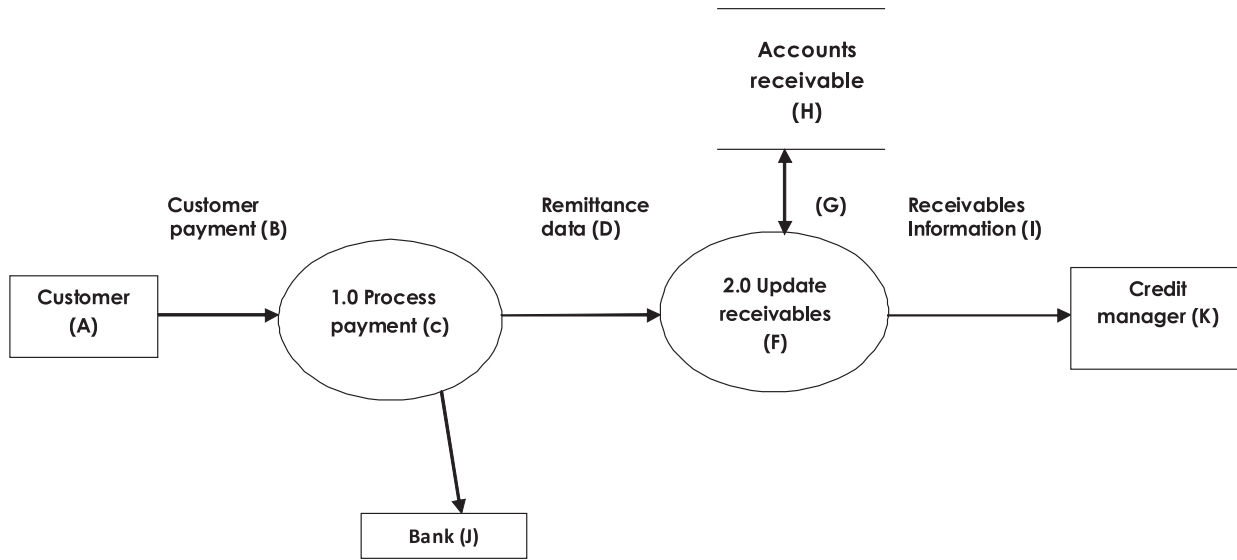 Accounts
receivable
(H)
Customer
payment (B)
Remittance
data (D)
(G)
Receivables
Information (I)
Customer
(A)
1.0 Process
payment (c)
2.0 Update
receivables
(F)
Credit
manager (K)
Bank (J)